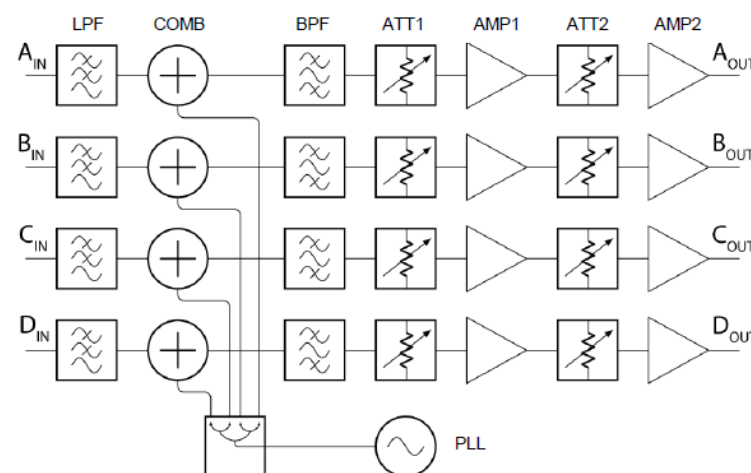 LPF COMB BPF ATT1 AMP1 ATT2 AMP2
AIN AOUT
BIN BOUT
CIN COUT
DIN DOUT
PLL